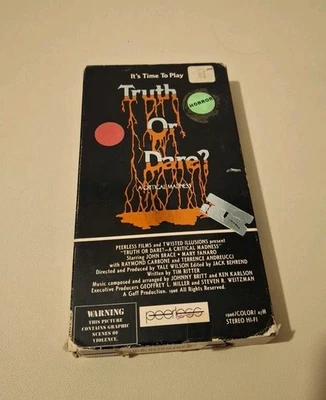 It's Time To Play
Truth
HORROR
Or
Dare?
A CRITICAL MADNESS
PEERLESS FILMS and TWISTED ILLUSIONS present
"TRUTH OR DARE?—A CRITICAL MADNESS"
Starring JOHN BRACE • MARY FANARO
with RAYMOND CARBONE and TERRENCE ANDREUCCI
Directed and Produced by YALE WILSON Edited by JACK BEHREND
Written by TIM RITTER
Music composed and arranged by JOHNNY BRITT and KEN KARLSON
Executive Producers GEOFFREY L. MILLER and STEVEN R. WEITZMAN
A Goff Production. 1986 All Rights Reserved.
WARNING
THIS PICTURE
CONTAINS GRAPHIC
SCENES OF
VIOLENCE.
peerless
STEREO HI-FI